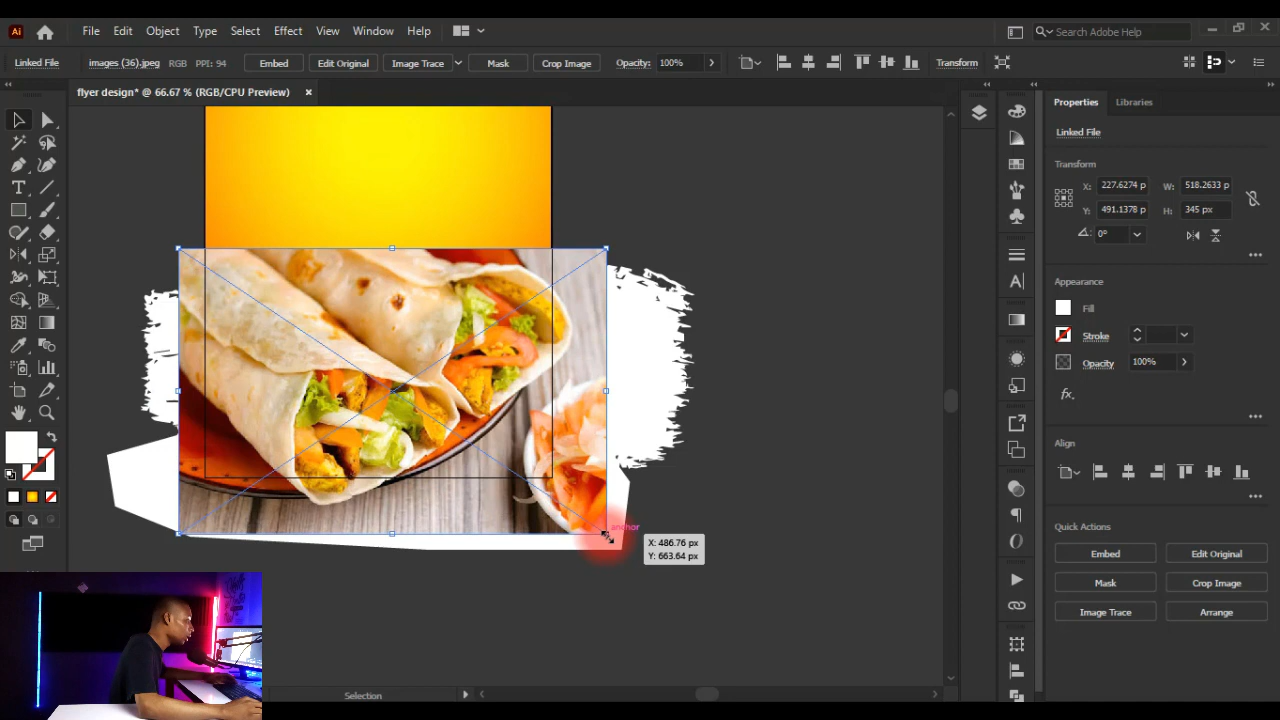 Ai File Edit Object Type Select Effect View Window Help Search Adobe Help
Linked File images (36).jpeg RGB PPI: 94 Embed Edit Original Image Trace Mask Crop Image Opacity: 100% Transform
flyer design* @ 66.67 % (RGB/CPU Preview) ×
Properties Libraries
Linked File
Transform
X: 227.6274 p W: 518.2633 p
Y: 491.1378 p H: 345 px
0°
Appearance
Fill
Stroke
Opacity 100%
fx.
Align
Quick Actions
Embed Edit Original
Mask Crop Image
Image Trace Arrange
anchor
X: 486.76 px
Y: 663.64 px
Selection